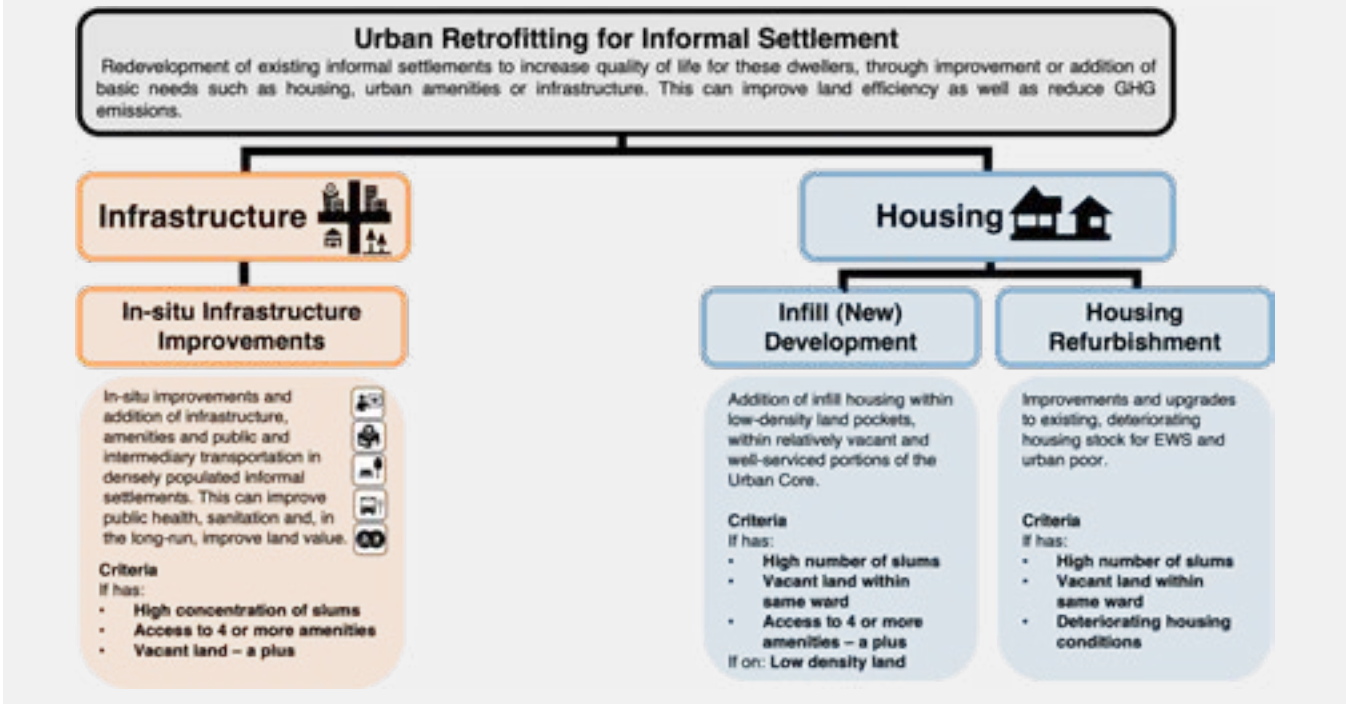 Urban Retrofitting for Informal Settlement
Redevelopment of existing informal settlements to increase quality of life for these dwellers, through improvement or addition of
basic needs such as housing, urban amenities or infrastructure. This can improve land efficiency as well as reduce GHG
emissions.
Infrastructure
In-situ Infrastructure
Improvements
In-situ improvements and
addition of infrastructure,
amenities and public and
intermediary transportation in
densely populated informal
settlements. This can improve
public health, sanitation and, in
the long-run, improve land value.
Criteria
If has:
• High concentration of slums
• Access to 4 or more amenities
• Vacant land – a plus
Housing
Infill (New)
Development
Addition of infill housing within
low-density land pockets,
within relatively vacant and
well-serviced portions of the
Urban Core.
Criteria
If has:
• High number of slums
• Vacant land within
same ward
• Access to 4 or more
amenities – a plus
If on: Low density land
Housing
Refurbishment
Improvements and upgrades
to existing, deteriorating
housing stock for EWS and
urban poor.
Criteria
If has:
• High number of slums
• Vacant land within
same ward
• Deteriorating housing
conditions